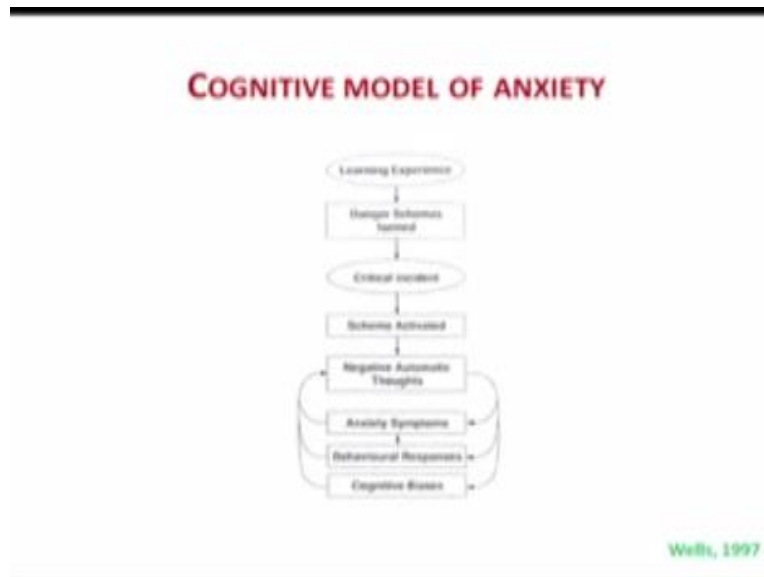 COGNITIVE MODEL OF ANXIETY
Learning Experience
Danger Schemas
formed
Critical Incident
Schema Activated
Negative Automatic
Thoughts
Anxiety Symptoms
Behavioural Responses
Cognitive Biases
Wells, 1997